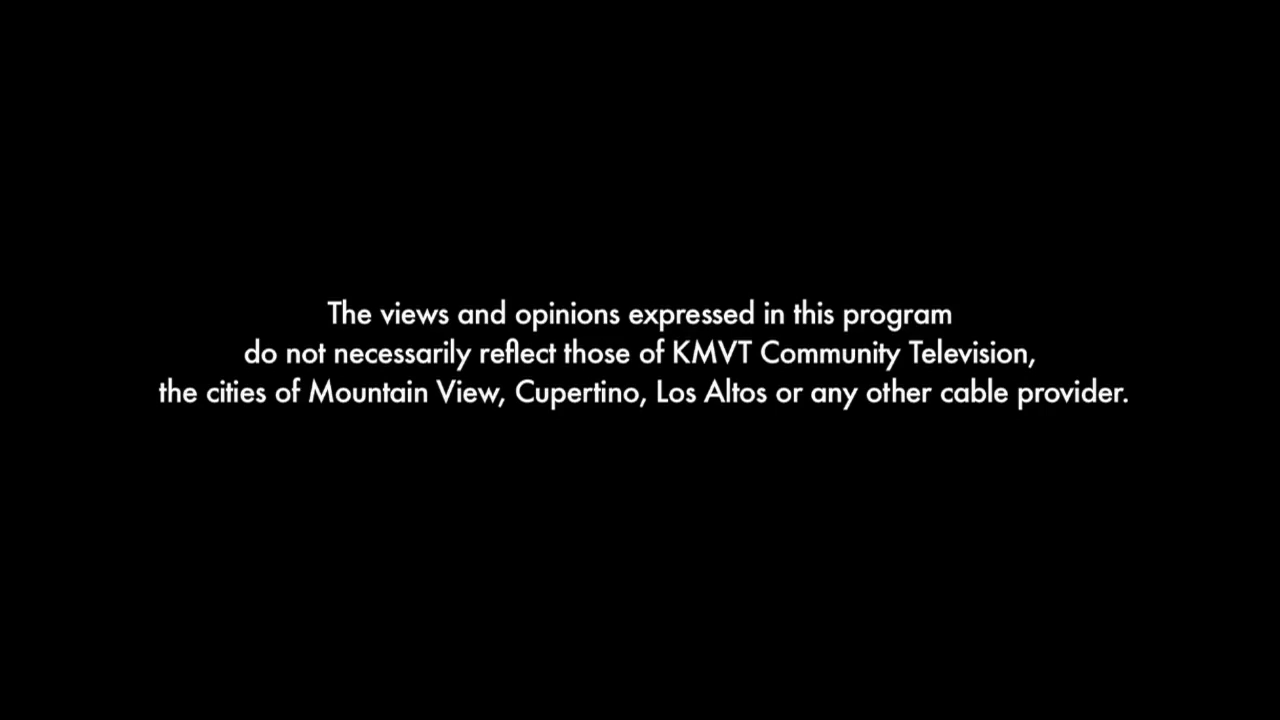 The views and opinions expressed in this program
do not necessarily reflect those of KMVT Community Television,
the cities of Mountain View, Cupertino, Los Altos or any other cable provider.